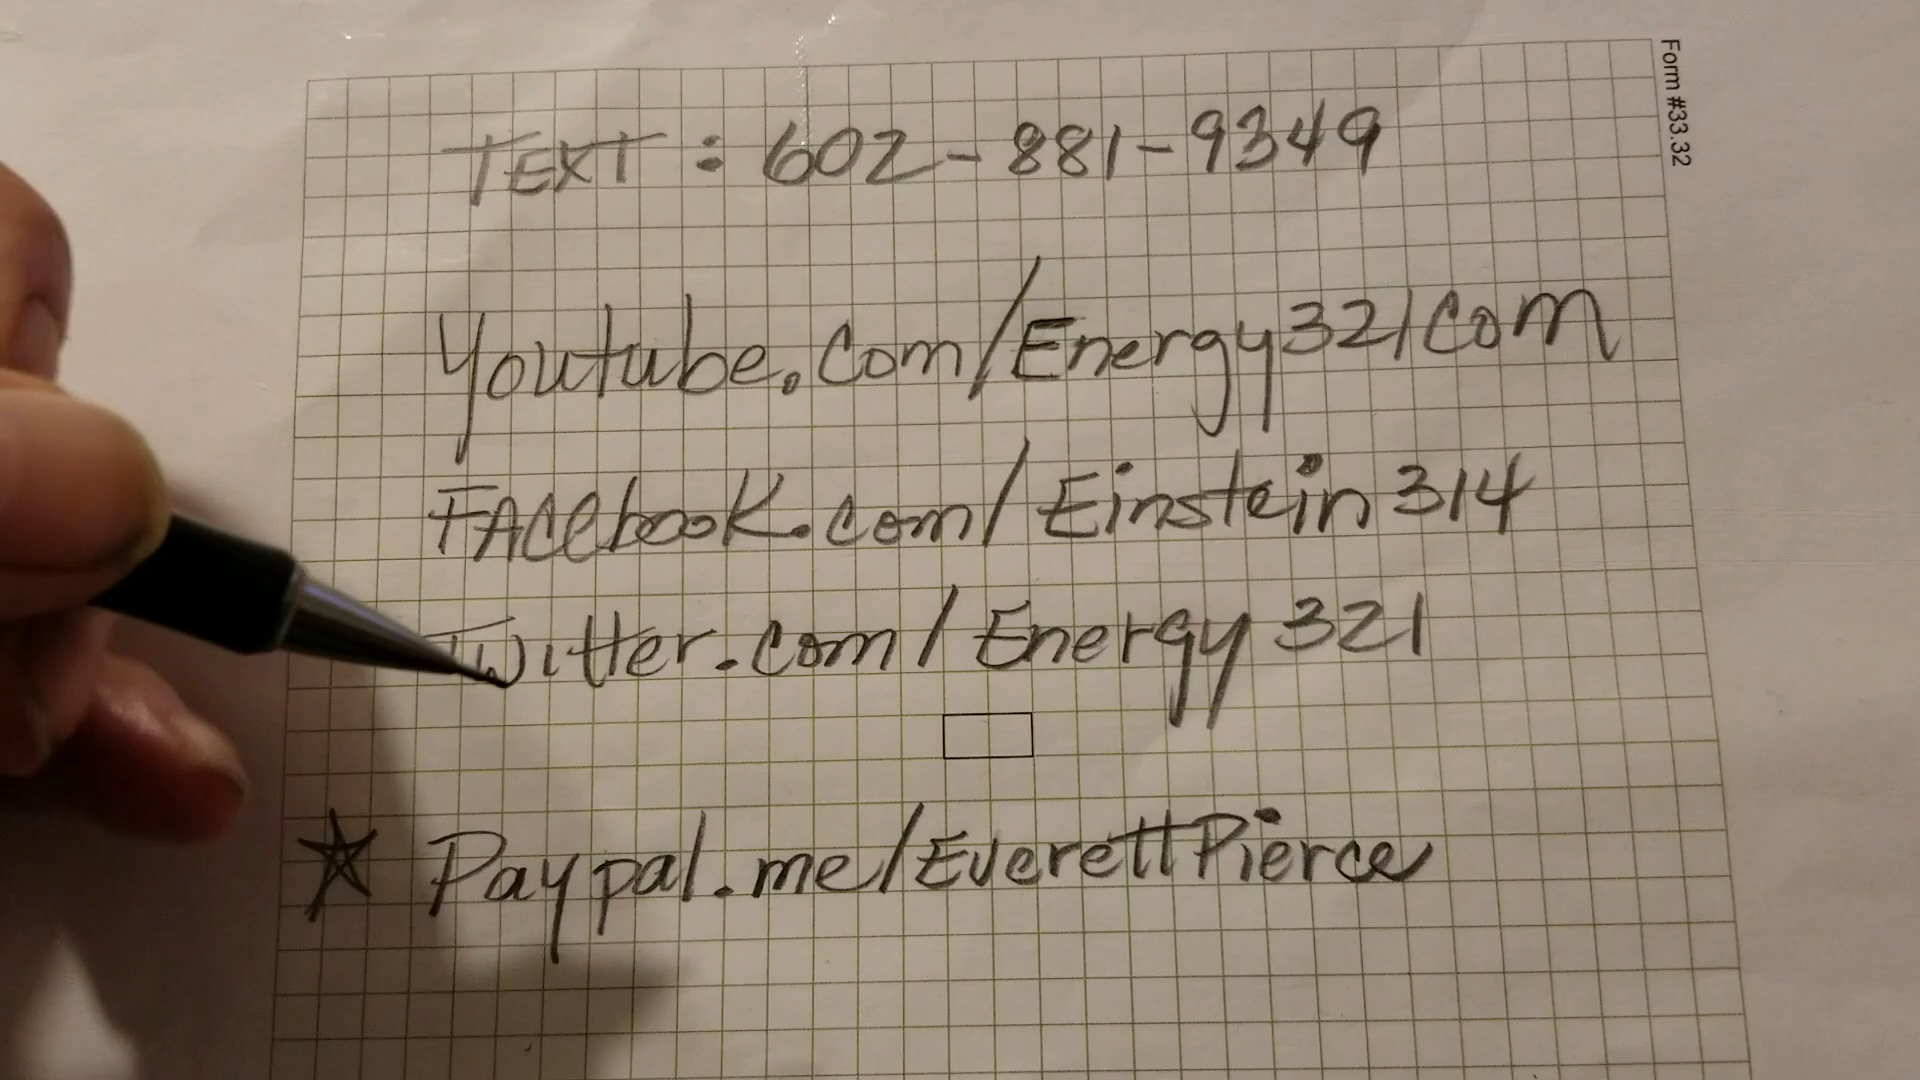 Form #33.32
TEXT: 602-881-9349
Youtube.com/Energy321com
FACebook.com/Einstein314
Twitter.com/Energy321
Paypal.me/EverettPierce